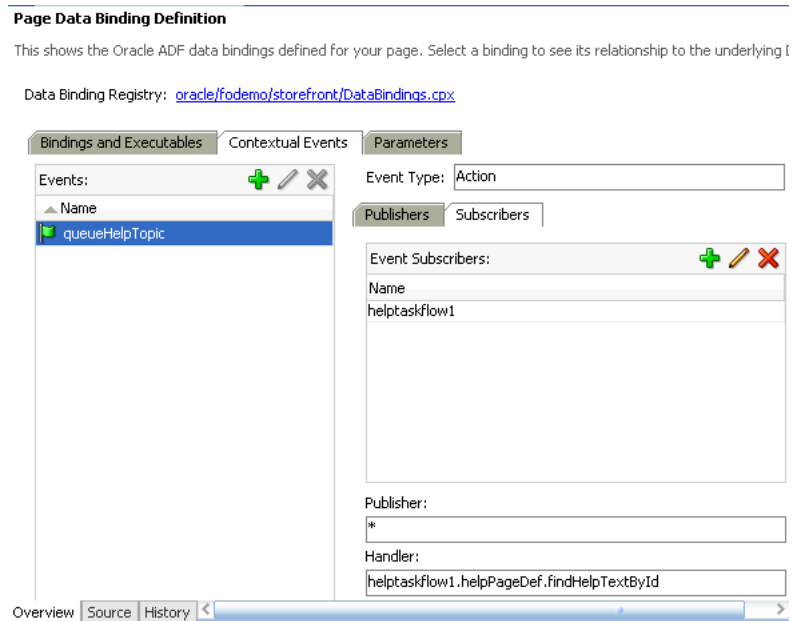 Page Data Binding Definition
This shows the Oracle ADF data bindings defined for your page. Select a binding to see its relationship to the underlying
Data Binding Registry: oracle/fodemo/storefront/DataBindings.cpx
Bindings and Executables Contextual Events Parameters
Events:
Event Type: Action
Name
Publishers Subscribers
queueHelpTopic
Event Subscribers:
Name
helptaskflow1
Publisher:
*
Handler:
helptaskflow1.helpPageDef.findHelpTextById
Overview Source History